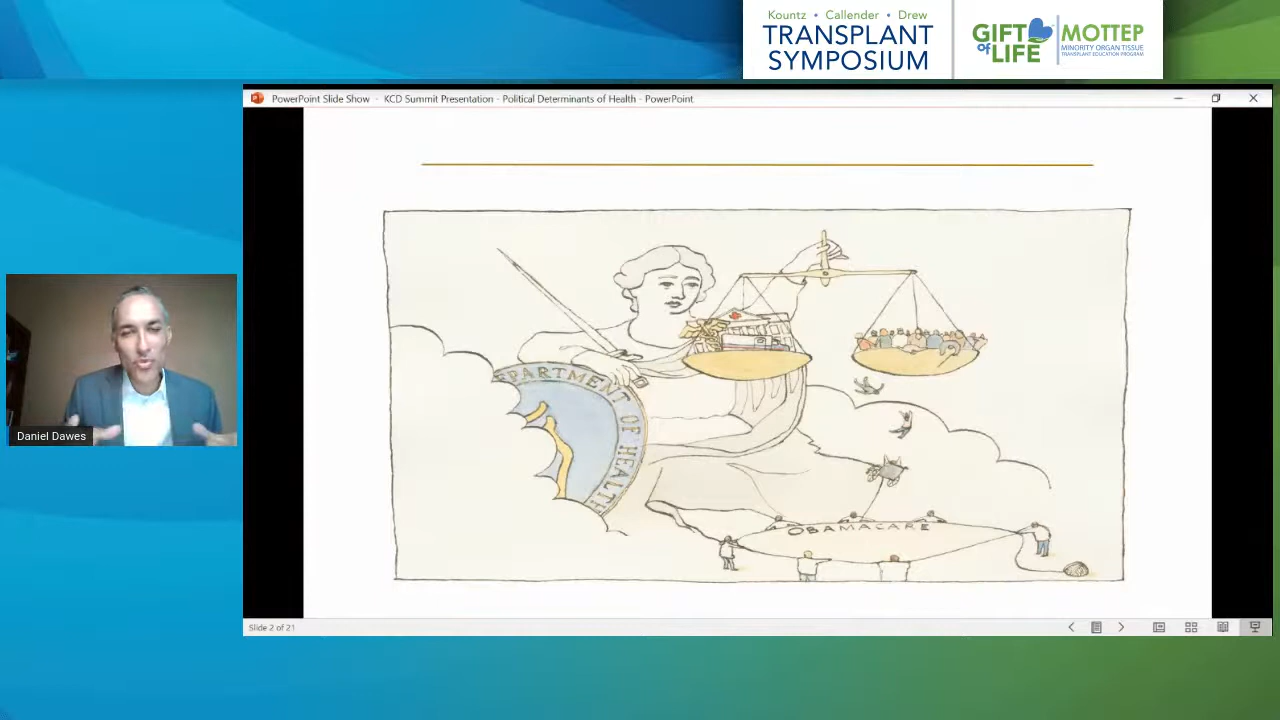 Kountz • Callender • Drew
TRANSPLANT
SYMPOSIUM
GIFT
of
LIFE
MOTTEP
MINORITY ORGAN TISSUE
TRANSPLANT EDUCATION PROGRAM
PowerPoint Slide Show - KCD Summit Presentation - Political Determinants of Health - PowerPoint
EPARTMENT OF HEALTH
OBAMACARE
Daniel Dawes
Slide 2 of 21